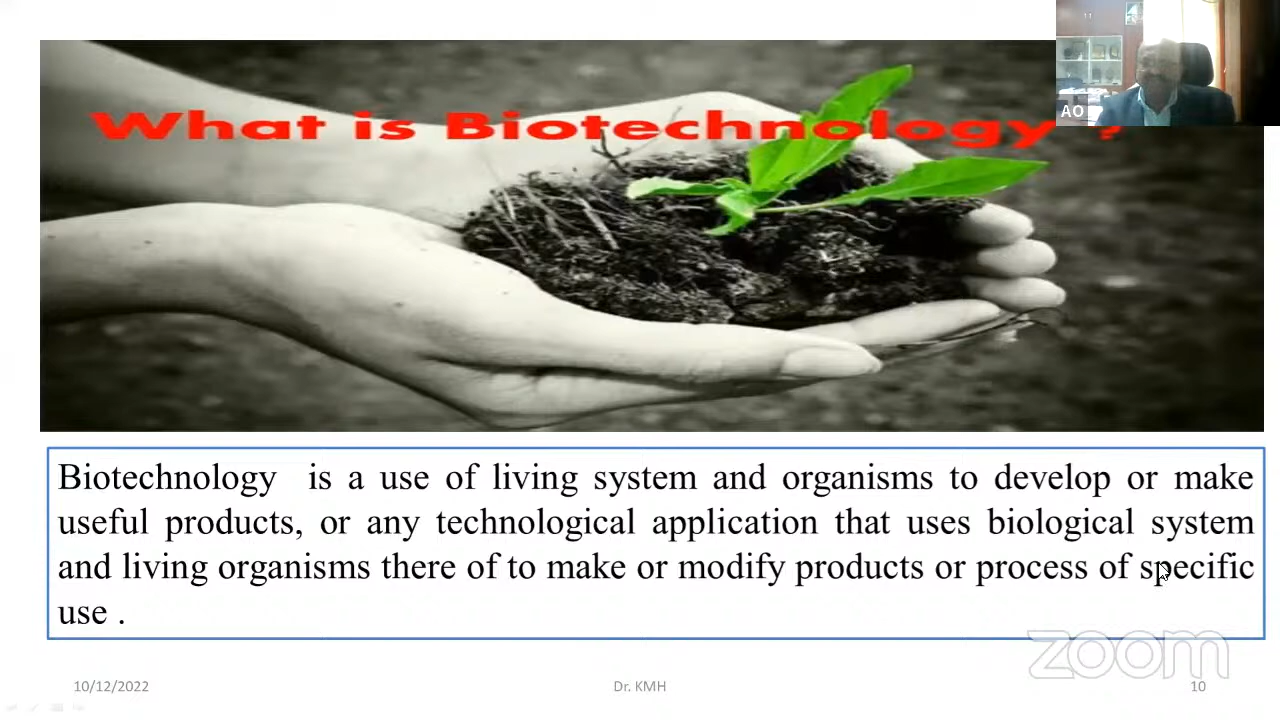 What is Biotechnology ?
AO
Biotechnology is a use of living system and organisms to develop or make
useful products, or any technological application that uses biological system
and living organisms there of to make or modify products or process of specific
use .
zoom
10/12/2022
Dr. KMH
10